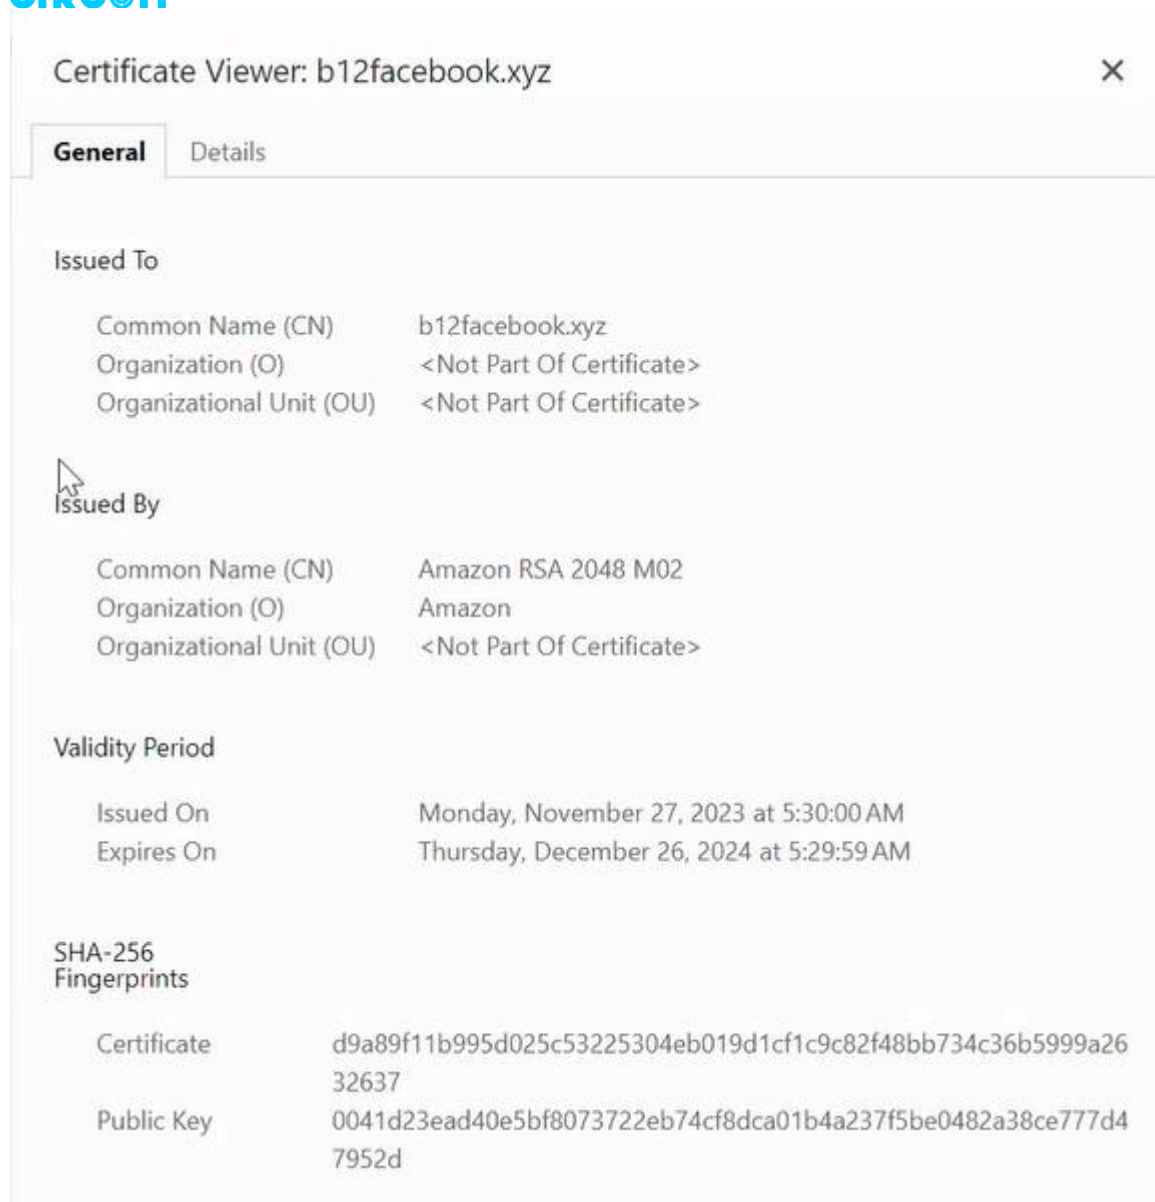 Certificate Viewer: b12facebook.xyz
General Details
Issued To
Common Name (CN) b12facebook.xyz
Organization (O) <Not Part Of Certificate>
Organizational Unit (OU) <Not Part Of Certificate>
Issued By
Common Name (CN) Amazon RSA 2048 M02
Organization (O) Amazon
Organizational Unit (OU) <Not Part Of Certificate>
Validity Period
Issued On Monday, November 27, 2023 at 5:30:00 AM
Expires On Thursday, December 26, 2024 at 5:29:59 AM
SHA-256
Fingerprints
Certificate d9a89f11b995d025c53225304eb019d1cf1c9c82f48bb734c36b5999a26
32637
Public Key 0041d23ead40e5bf8073722eb74cf8dca01b4a237f5be0482a38ce777d4
7952d